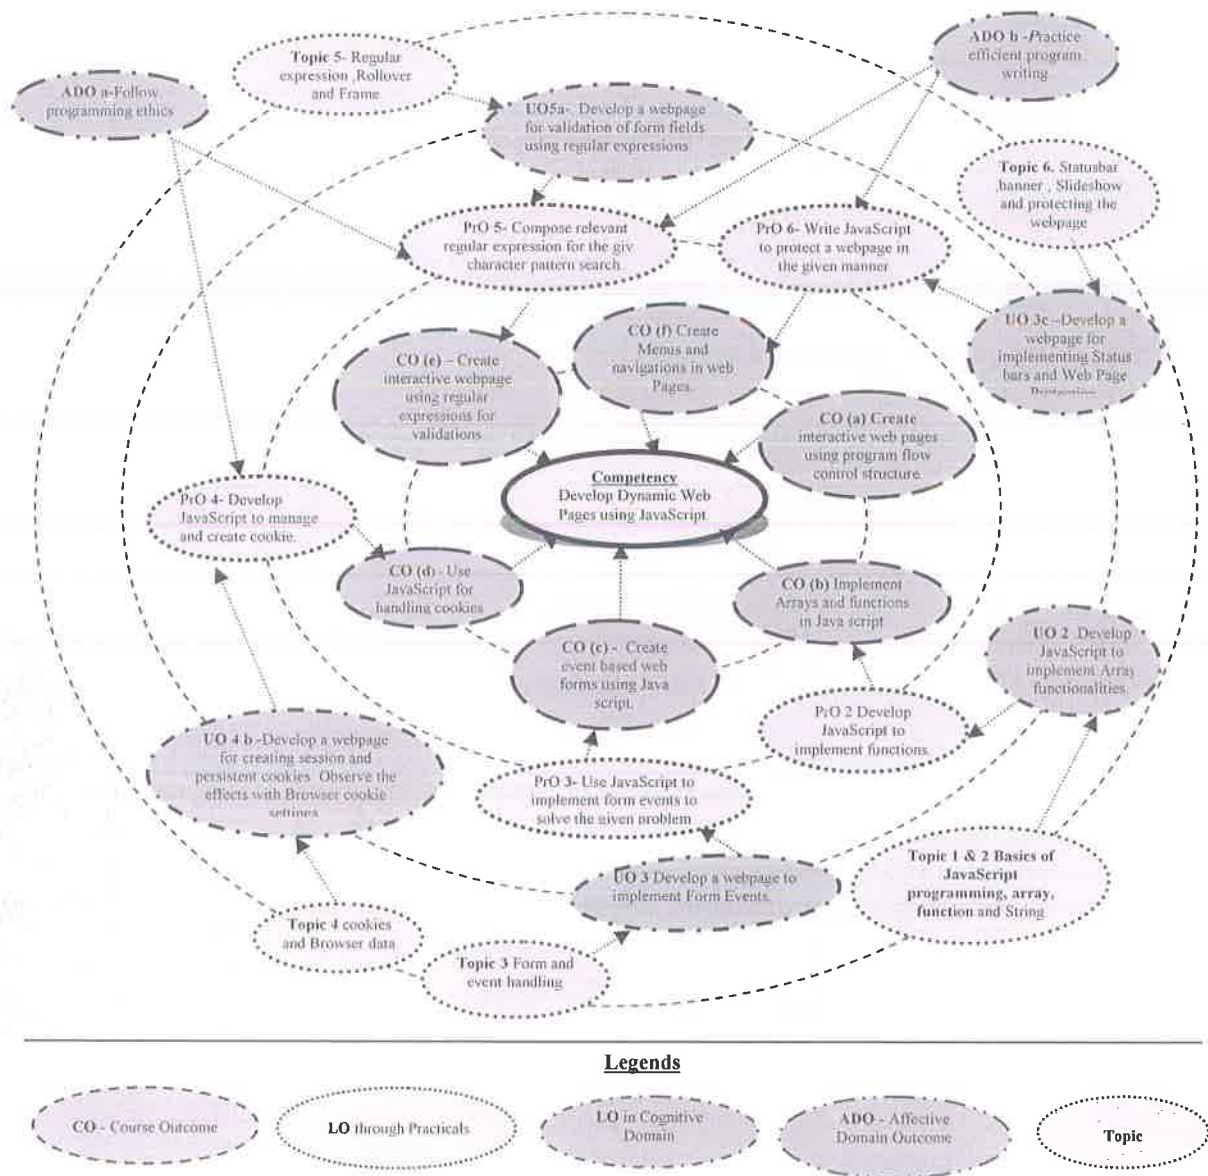 Topic 5- Regular
expression ,Rollover
and Frame
ADO b -Practice
efficient program
writing
ADO a-Follow
programming ethics
UO5a- Develop a webpage
for validation of form fields
using regular expressions
Topic 6. Statusbar
,banner , Slideshow
and protecting the
webpage
PrO 5- Compose relevant
regular expression for the giv
character pattern search
PrO 6- Write JavaScript
to protect a webpage in
the given manner
UO 3c –Develop a
webpage for
implementing Status
bars and Web Page
CO (e) – Create
interactive webpage
using regular
expressions for
validations
CO (f) Create
Menus and
navigations in web
Pages.
CO (a) Create
interactive web pages
using program flow
control structure.
Competency
Develop Dynamic Web
Pages using JavaScript
PrO 4- Develop
JavaScript to manage
and create cookie.
CO (d) - Use
JavaScript for
handling cookies
CO (b) Implement
Arrays and functions
in Java script
CO (c) - Create
event based web
forms using Java
script.
UO 2 Develop
JavaScript to
implement Array
functionalities.
PrO 2 Develop
JavaScript to
implement functions.
UO 4 b -Develop a webpage
for creating session and
persistent cookies. Observe the
effects with Browser cookie
settings
PrO 3- Use JavaScript to
implement form events to
solve the given problem
Topic 1 & 2 Basics of
JavaScript
programming, array,
function and String
UO 3 Develop a webpage to
implement Form Events.
Topic 4 cookies
and Browser data
Topic 3 Form and
event handling
Legends
CO - Course Outcome
LO through Practicals
LO in Cognitive
Domain
ADO - Affective
Domain Outcome
Topic